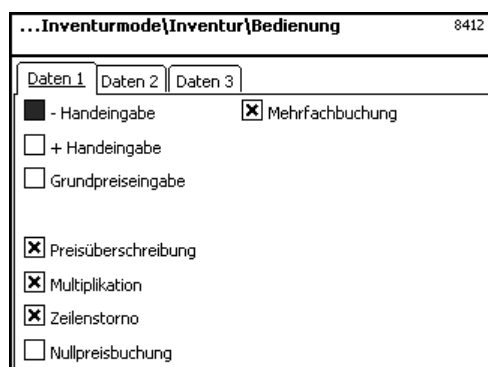 ...Inventurmode\Inventur\Bedienung 8412
Daten 1 Daten 2 Daten 3
- Handeingabe Mehrfachbuchung
+ Handeingabe
Grundpreiseingabe
Preisüberschreibung
Multiplikation
Zeilenstorno
Nullpreisbuchung